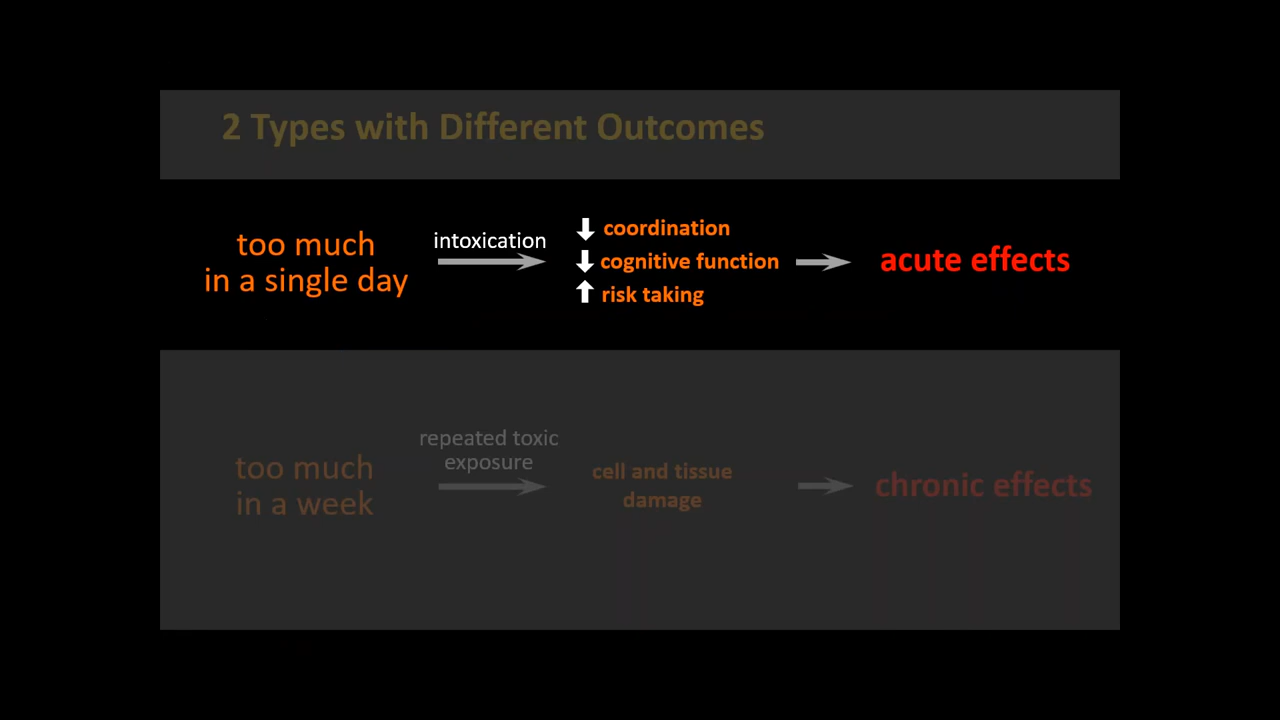 2 Types with Different Outcomes
too much
in a single day
intoxication
coordination
cognitive function
risk taking
acute effects
too much
in a week
repeated toxic
exposure
cell and tissue
damage
chronic effects